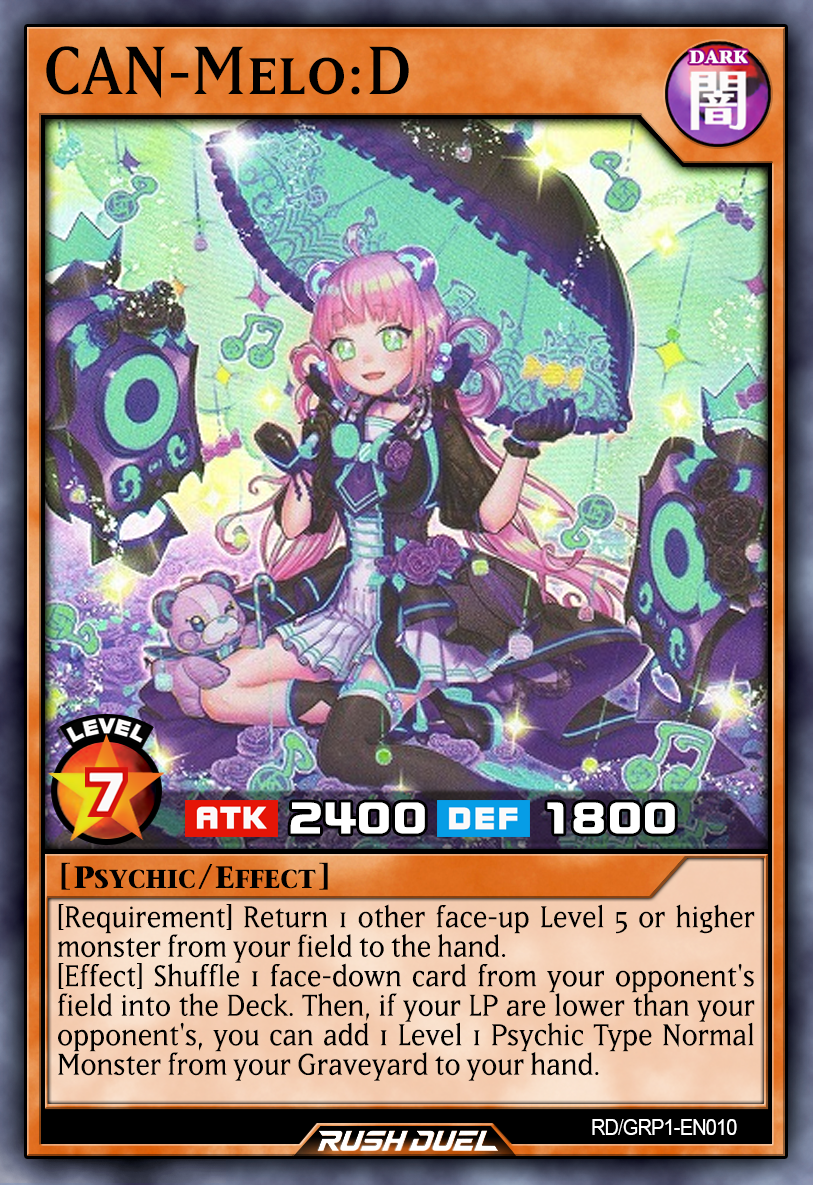 CAN-Melo:D
DARK
闇
LEVEL
7
ATK 2400 DEF 1800
[Psychic/Effect]
[Requirement] Return 1 other face-up Level 5 or higher
monster from your field to the hand.
[Effect] Shuffle 1 face-down card from your opponent's
field into the Deck. Then, if your LP are lower than your
opponent's, you can add 1 Level 1 Psychic Type Normal
Monster from your Graveyard to your hand.
RD/GRP1-EN010
RUSH DUEL